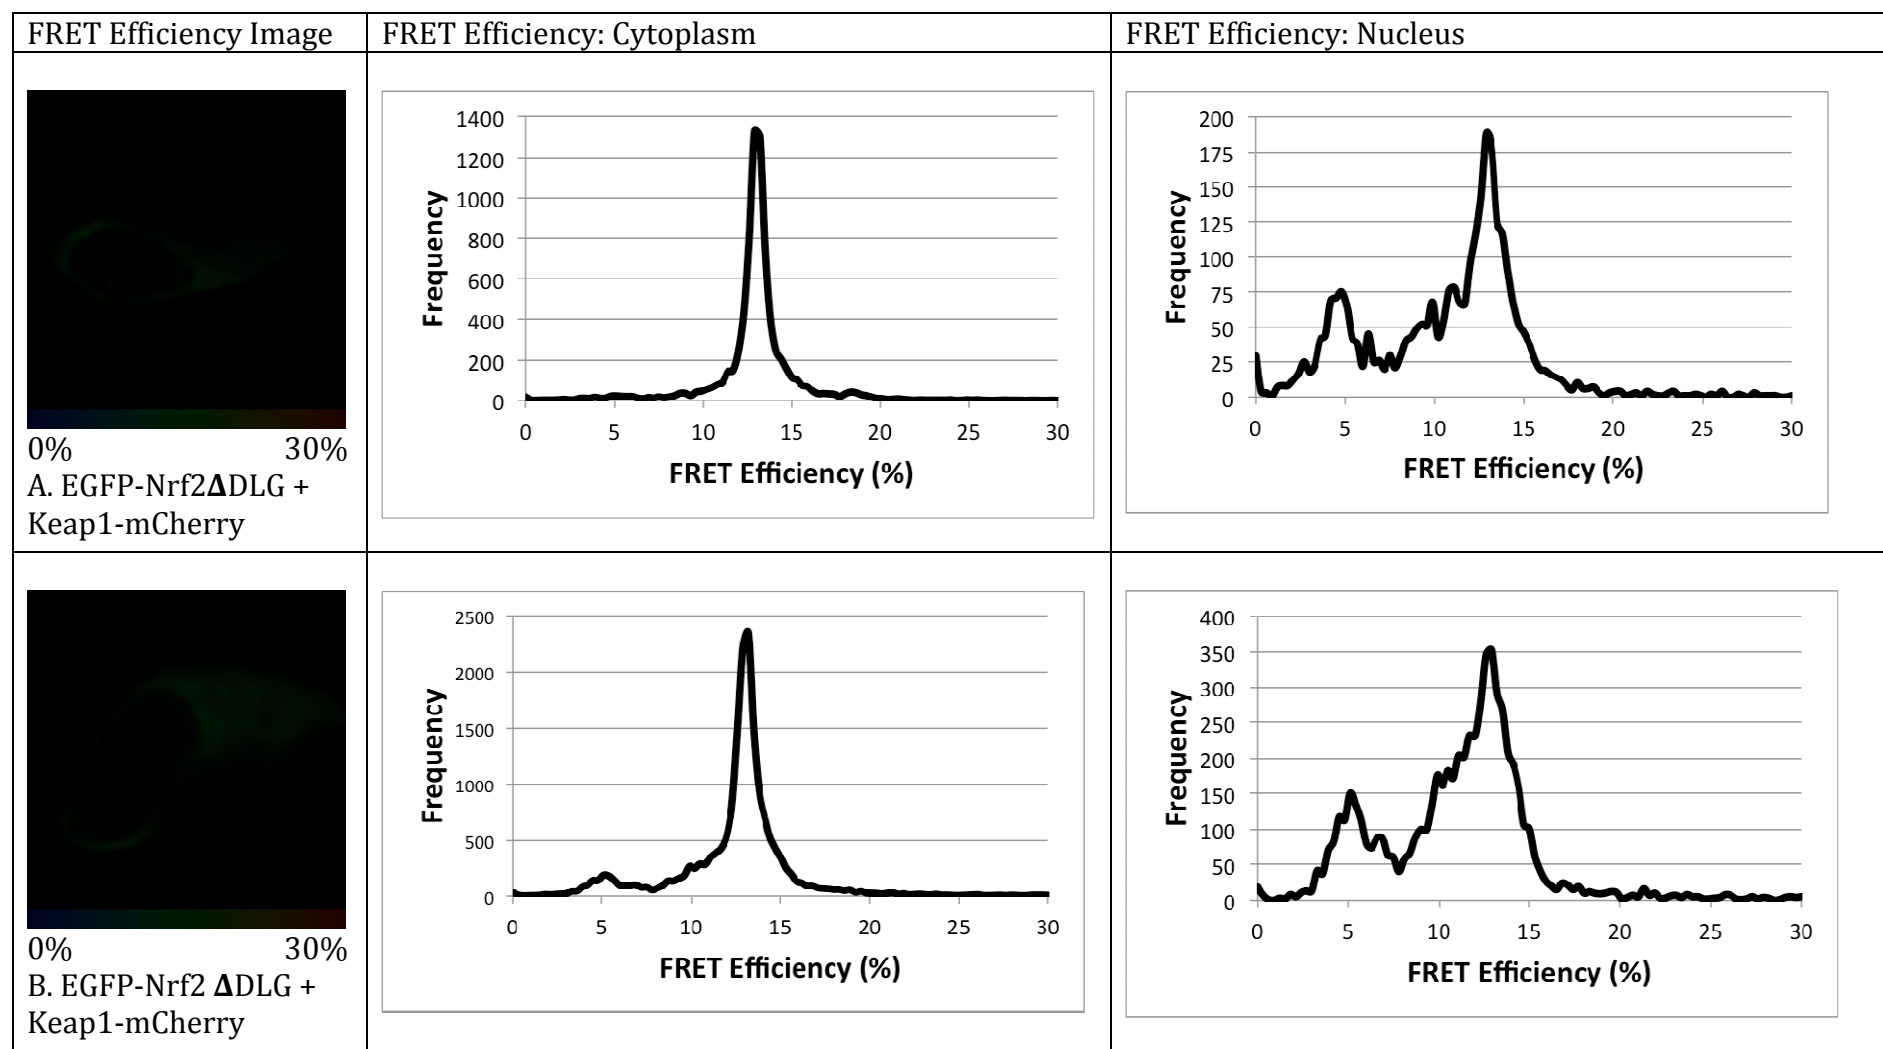 FRET Efficiency Image
FRET Efficiency: Cytoplasm
FRET Efficiency: Nucleus
0%
30%
A. EGFP-Nrf2ΔDLG +
Keap1-mCherry
1400
1200
1000
800
600
400
200
0
Frequency
0 5 10 15 20 25 30
FRET Efficiency (%)
200
175
150
125
100
75
50
25
0
Frequency
0 5 10 15 20 25 30
FRET Efficiency (%)
0%
30%
B. EGFP-Nrf2 ΔDLG +
Keap1-mCherry
2500
2000
1500
1000
500
0
Frequency
0 5 10 15 20 25 30
FRET Efficiency (%)
400
350
300
250
200
150
100
50
0
Frequency
0 5 10 15 20 25 30
FRET Efficiency (%)